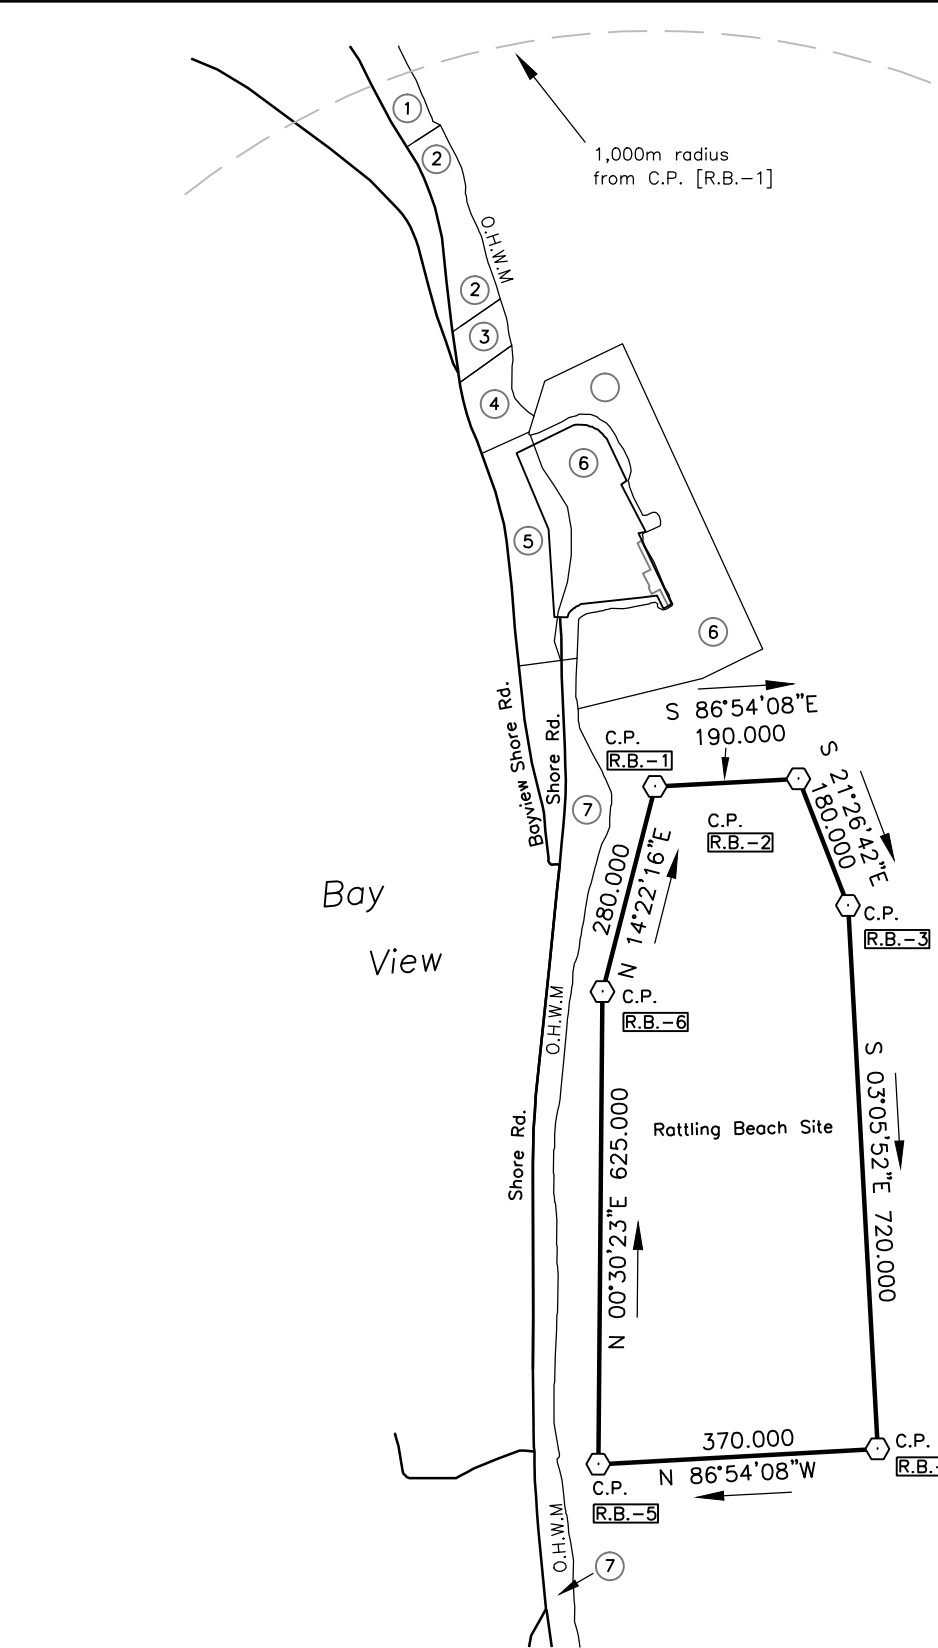 1
2
1,000m radius
from C.P. [R.B.-1]
O.H.W.M
2
3
4
6
5
6
Bayview Shore Rd.
Shore Rd.
S 86°54'08"E
190.000
C.P.
R.B.-1
S 21°26'42"E
180.000
7
C.P.
R.B.-2
280.000
N 14°22'16"E
Bay
View
C.P.
R.B.-3
C.P.
R.B.-6
O.H.W.M
S 03°05'52"E 720.000
Shore Rd.
N 00°30'23"E 625.000
Rattling Beach Site
370.000
N 86°54'08"W
C.P.
R.B.-
C.P.
R.B.-5
O.H.W.M
7